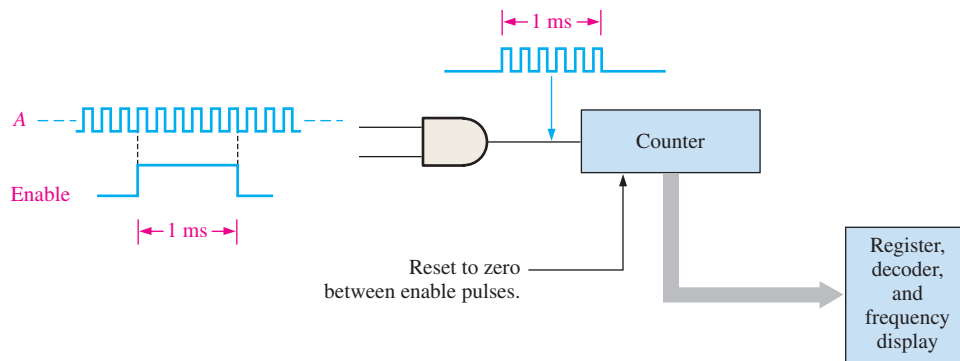 1 ms
A
Enable
1 ms
Counter
Reset to zero
between enable pulses.
Register,
decoder,
and
frequency
display